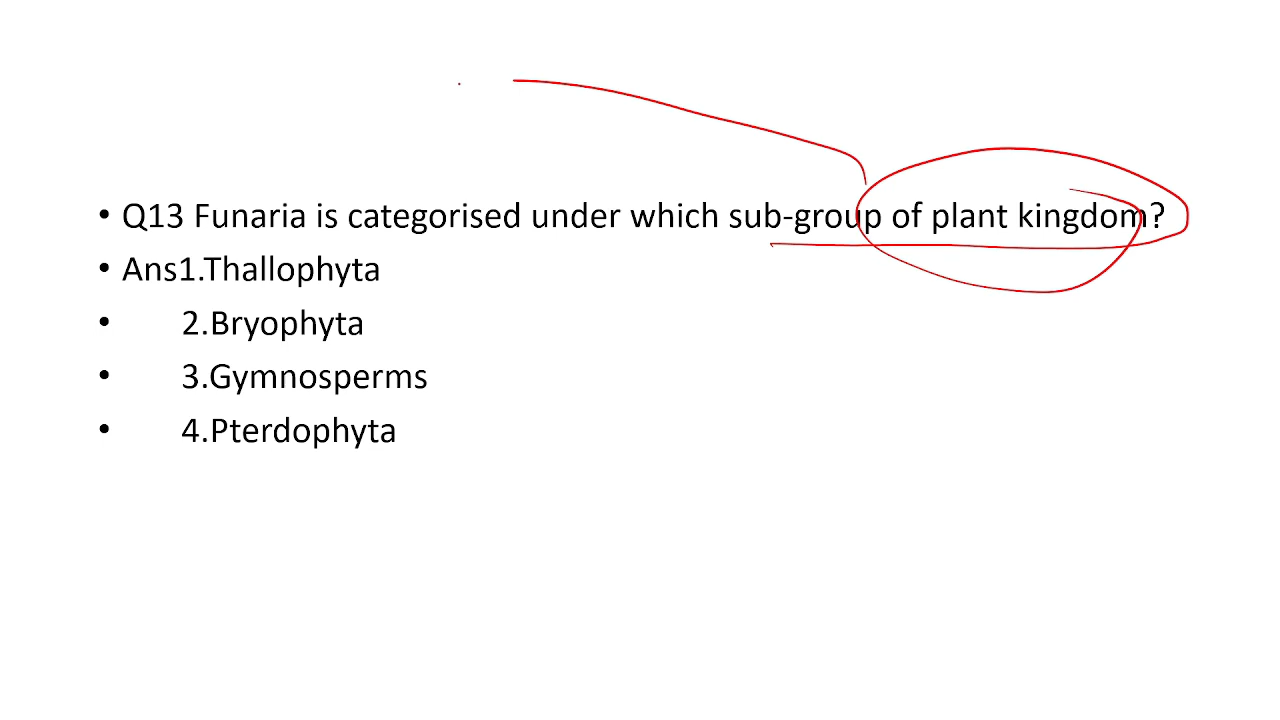 • Q13 Funaria is categorised under which sub-group of plant kingdom?
• Ans1.Thallophyta
• 2.Bryophyta
• 3.Gymnosperms
• 4.Pterdophyta